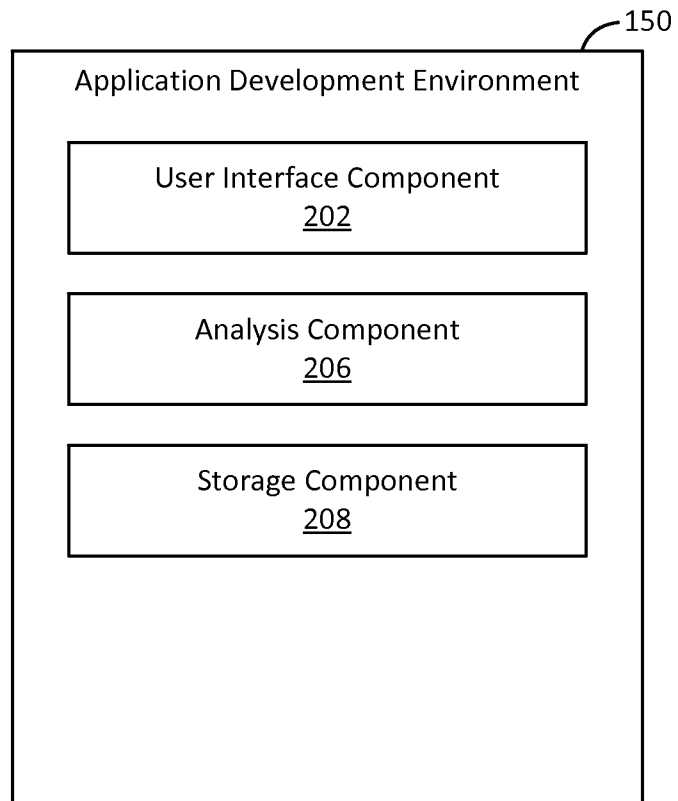 150
Application Development Environment
User Interface Component
202
Analysis Component
206
Storage Component
208